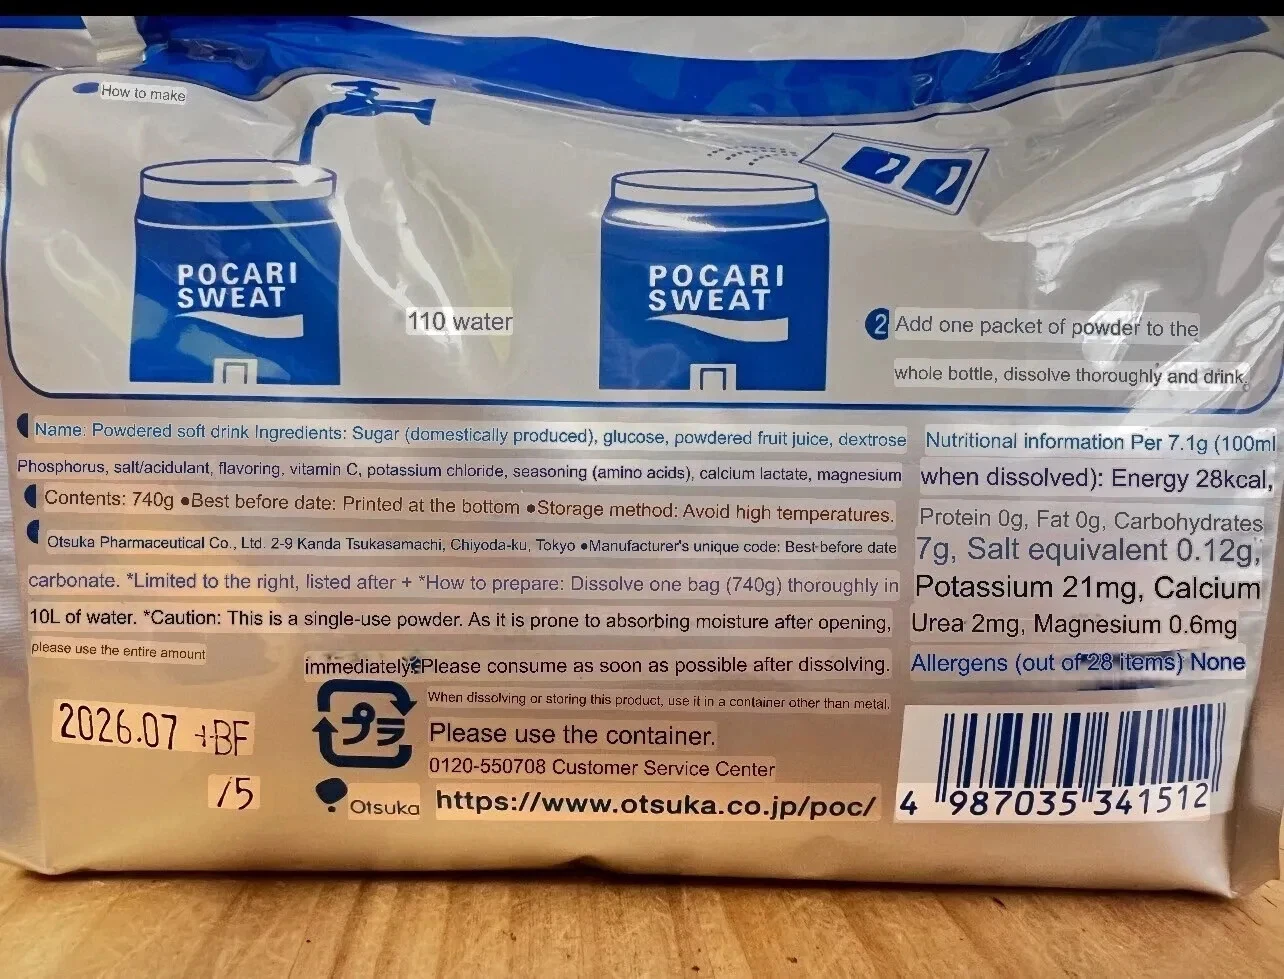 How to make
POCARI
SWEAT
110 water
POCARI
SWEAT
2 Add one packet of powder to the
whole bottle, dissolve thoroughly and drink.
Name: Powdered soft drink Ingredients: Sugar (domestically produced), glucose, powdered fruit juice, dextrose
Phosphorus, salt/acidulant, flavoring, vitamin C, potassium chloride, seasoning (amino acids), calcium lactate, magnesium
Contents: 740g ●Best before date: Printed at the bottom ●Storage method: Avoid high temperatures.
Otsuka Pharmaceutical Co., Ltd. 2-9 Kanda Tsukasamachi, Chiyoda-ku, Tokyo ●Manufacturer's unique code: Best-before date
carbonate. *Limited to the right, listed after + *How to prepare: Dissolve one bag (740g) thoroughly in
10L of water. *Caution: This is a single-use powder. As it is prone to absorbing moisture after opening,
please use the entire amount
immediately. Please consume as soon as possible after dissolving.
Nutritional information Per 7.1g (100ml
when dissolved): Energy 28kcal,
Protein 0g, Fat 0g, Carbohydrates
7g, Salt equivalent 0.12g,
Potassium 21mg, Calcium
Urea 2mg, Magnesium 0.6mg
Allergens (out of 28 items) None
2026.07 +BF
/5
プラ
When dissolving or storing this product, use it in a container other than metal.
Please use the container.
0120-550708 Customer Service Center
Otsuka
https://www.otsuka.co.jp/poc/
4 987035 341512